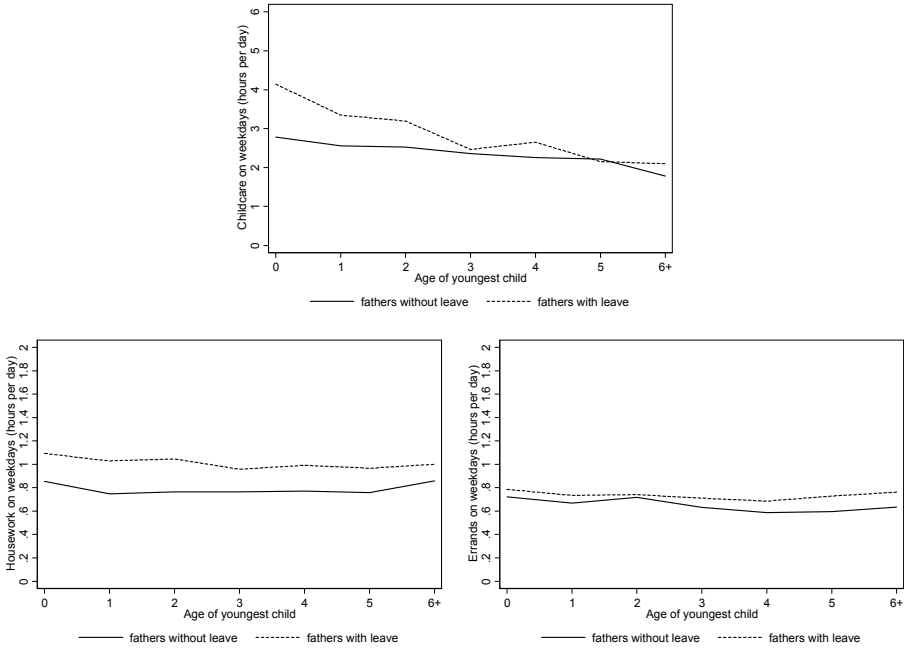 Childcare on weekdays (hours per day)
6
5
4
3
2
1
0
0 1 2 3 4 5 6+
Age of youngest child
fathers without leave fathers with leave
Housework on weekdays (hours per day)
2
1.8
1.6
1.4
1.2
1
.8
.6
.4
.2
0
0 1 2 3 4 5 6+
Age of youngest child
fathers without leave fathers with leave
Errands on weekdays (hours per day)
2
1.8
1.6
1.4
1.2
1
.8
.6
.4
.2
0
0 1 2 3 4 5 6+
Age of youngest child
fathers without leave fathers with leave